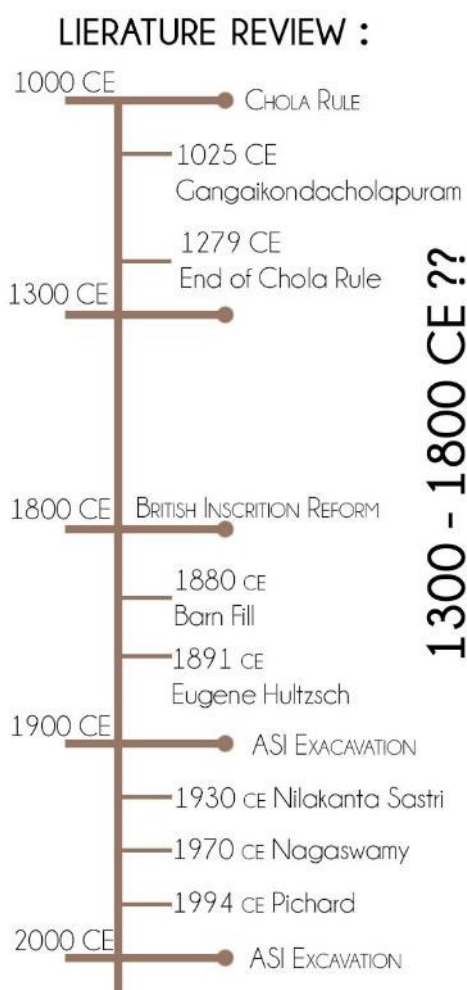 LIERATURE REVIEW :
1000 CE
CHOLA RULE
1025 CE
Gangaikondacholapuram
1279 CE
End of Chola Rule
1300 CE
1300 - 1800 CE ??
1800 CE
BRITISH INSCRITION REFORM
1880 CE
Barn Fill
1891 CE
Eugene Hultzsch
1900 CE
ASI EXACAVATION
1930 CE Nilakanta Sastri
1970 CE Nagaswamy
1994 CE Pichard
2000 CE
ASI EXCAVATION